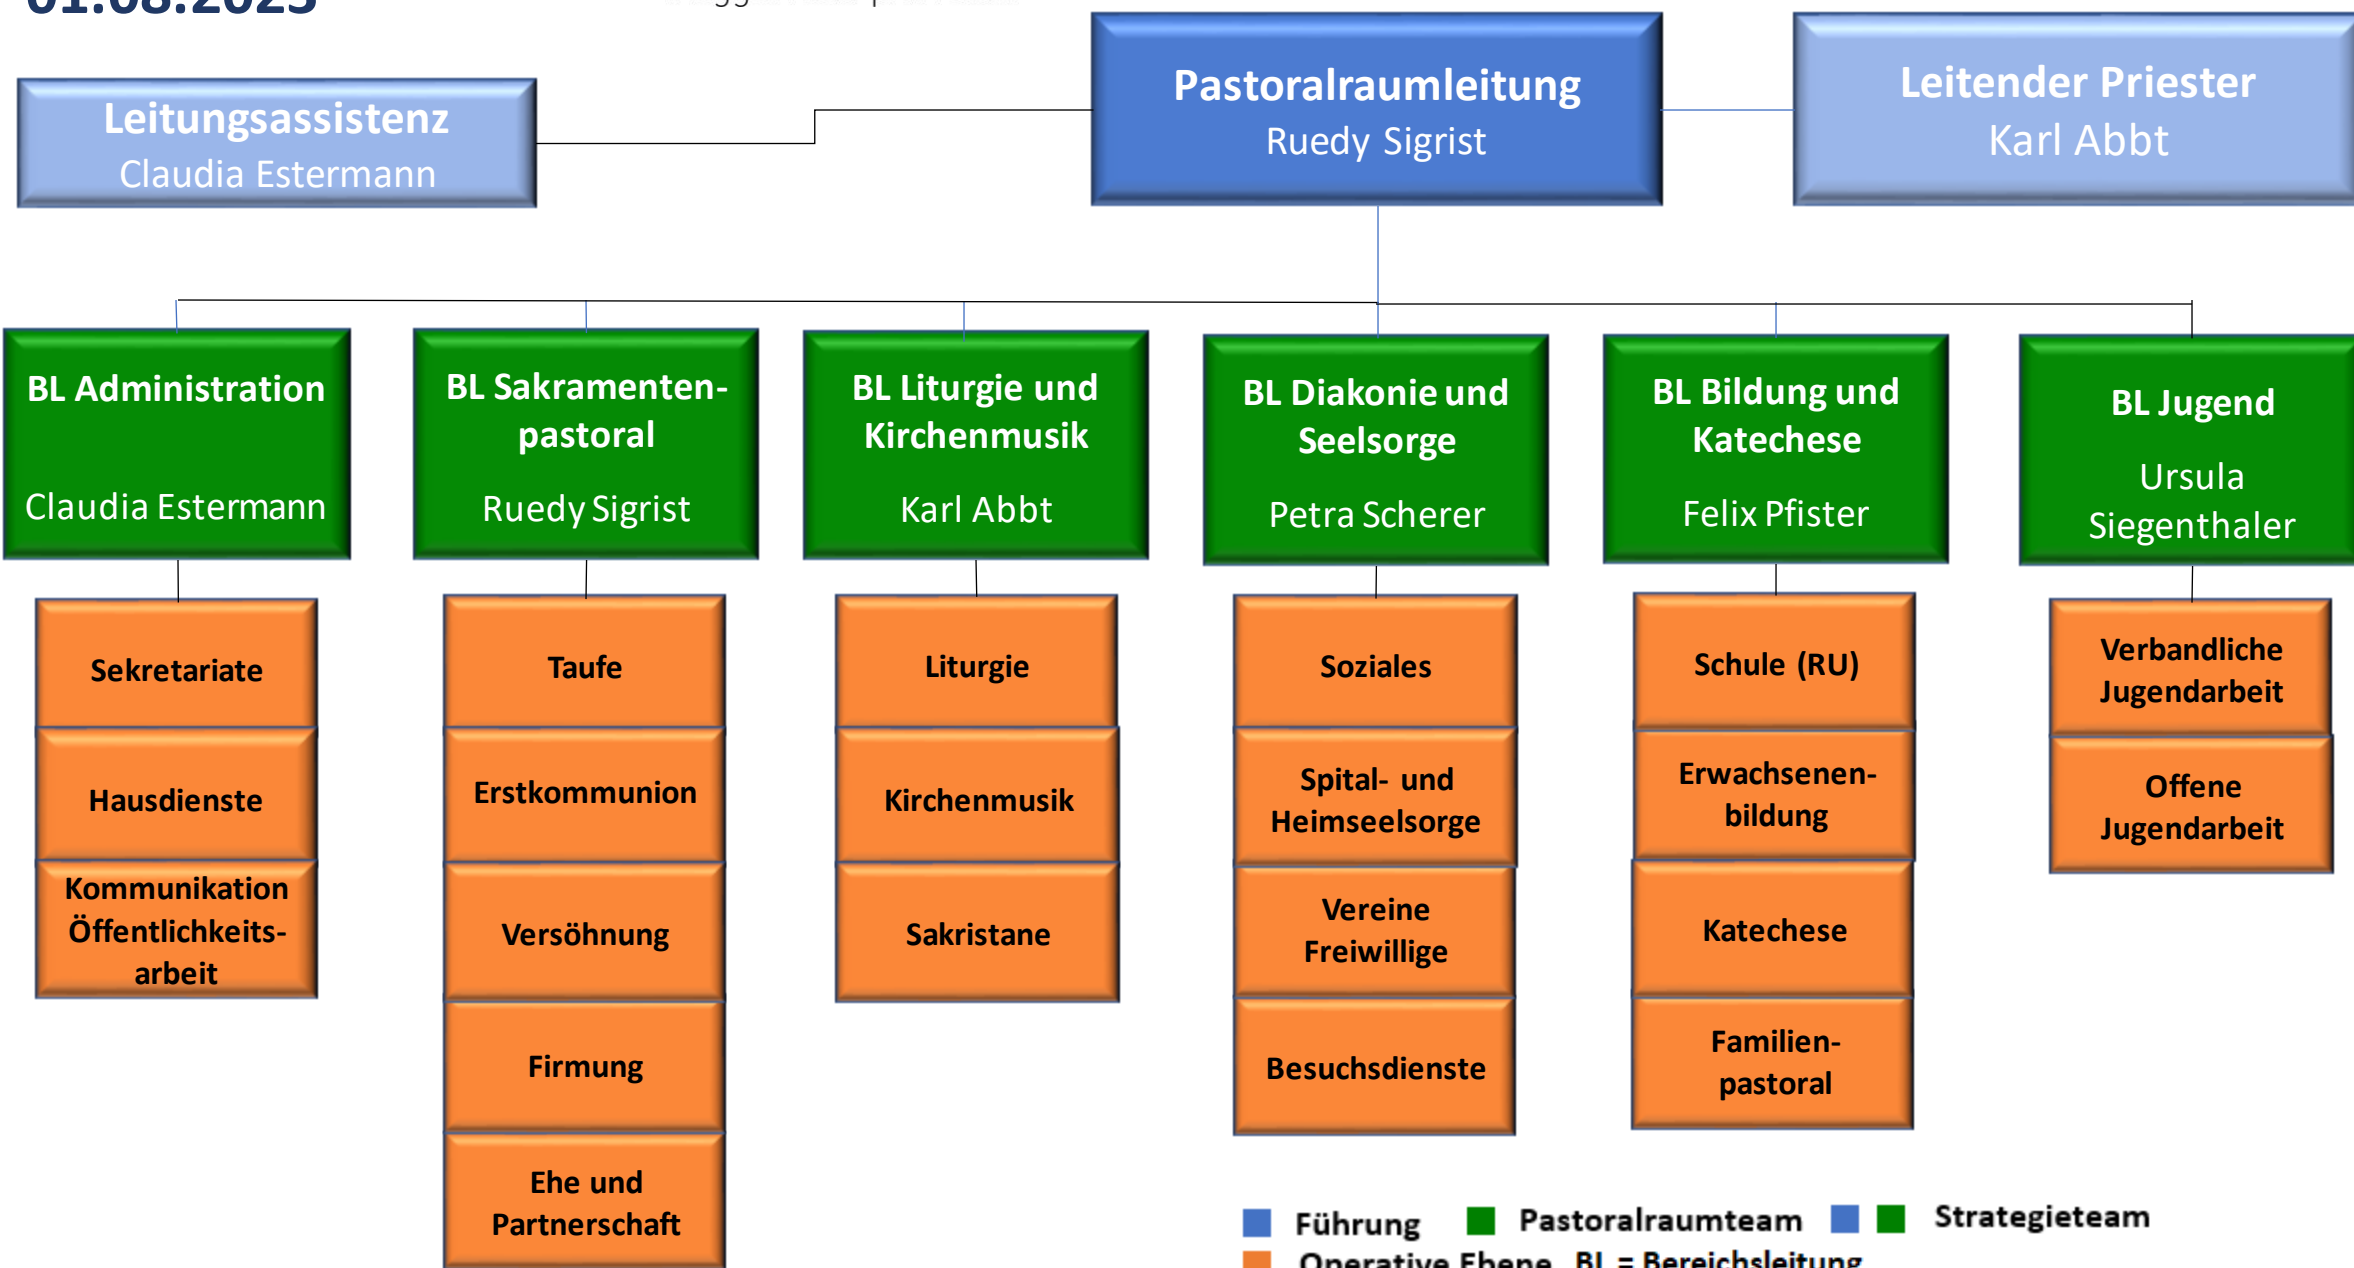 01.08.2023
Leitungsassistenz
Claudia Estermann
Pastoralraumleitung
Ruedy Sigrist
Leitender Priester
Karl Abbt
BL Administration
Claudia Estermann
BL Sakramenten-
pastoral
Ruedy Sigrist
BL Liturgie und
Kirchenmusik
Karl Abbt
BL Diakonie und
Seelsorge
Petra Scherer
BL Bildung und
Katechese
Felix Pfister
BL Jugend
Ursula
Siegenthaler
Sekretariate
Hausdienste
Kommunikation
Öffentlichkeits-
arbeit
Taufe
Erstkommunion
Versöhnung
Firmung
Ehe und
Partnerschaft
Liturgie
Kirchenmusik
Sakristane
Soziales
Spital- und
Heimseelsorge
Vereine
Freiwillige
Besuchsdienste
Schule (RU)
Erwachsenen-
bildung
Katechese
Familien-
pastoral
Verbandliche
Jugendarbeit
Offene
Jugendarbeit
Führung Pastoralraumteam Strategieteam
Operative Ebene BL = Bereichsleitung